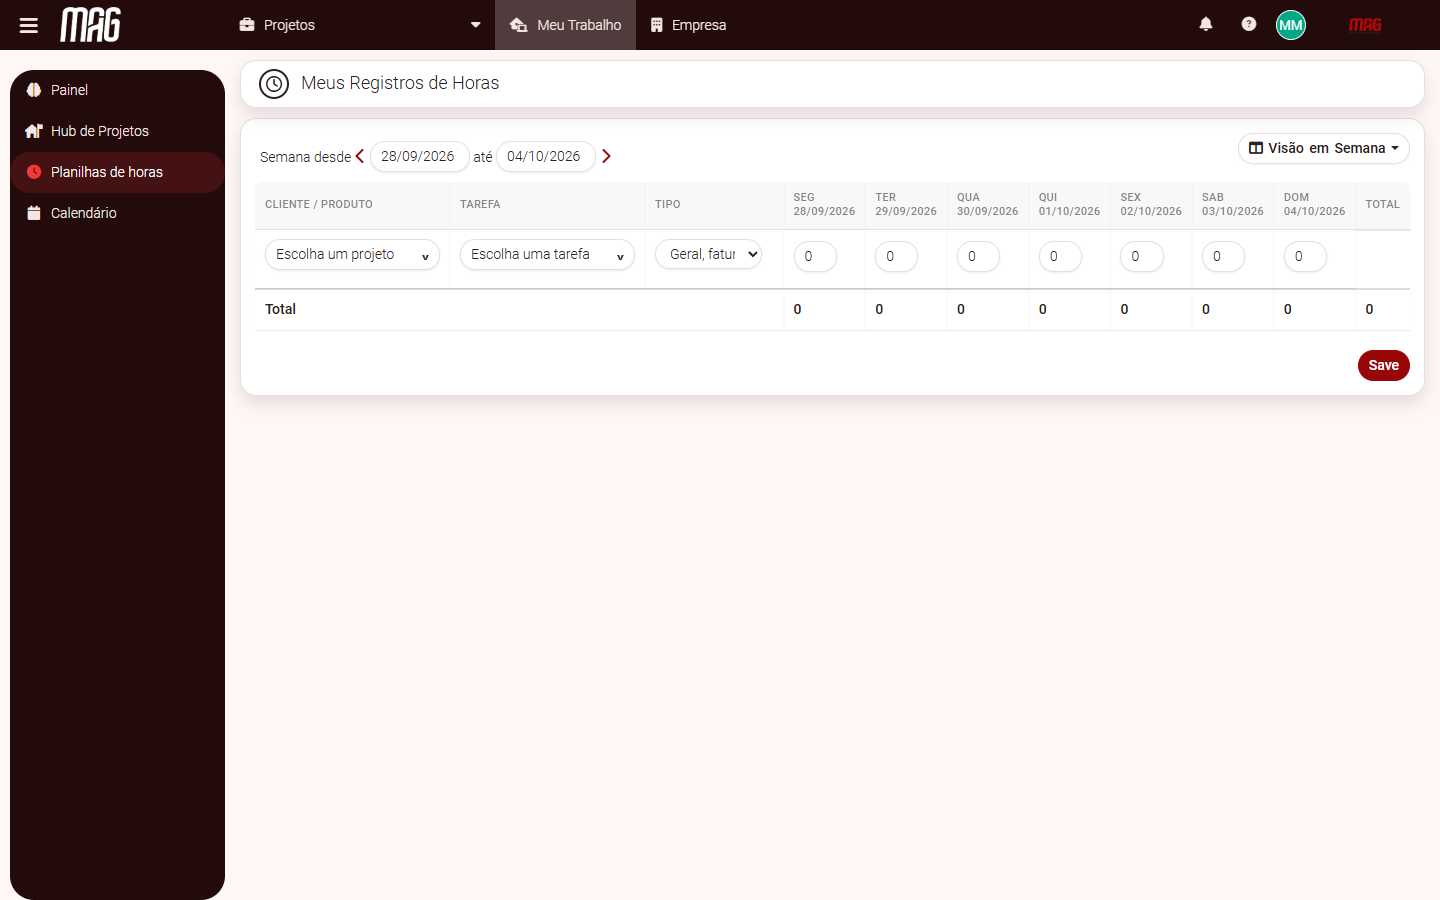 MAG
Projetos
Meu Trabalho
Empresa
MM
MAG
Painel
Hub de Projetos
Planilhas de horas
Calendário
Meus Registros de Horas
Semana desde 28/09/2026 até 04/10/2026
Visão em Semana
CLIENTE / PRODUTO TAREFA TIPO SEG 28/09/2026 TER 29/09/2026 QUA 30/09/2026 QUI 01/10/2026 SEX 02/10/2026 SAB 03/10/2026 DOM 04/10/2026 TOTAL
Escolha um projeto Escolha uma tarefa Geral, fatur 0 0 0 0 0 0 0
Total 0 0 0 0 0 0 0 0
Save